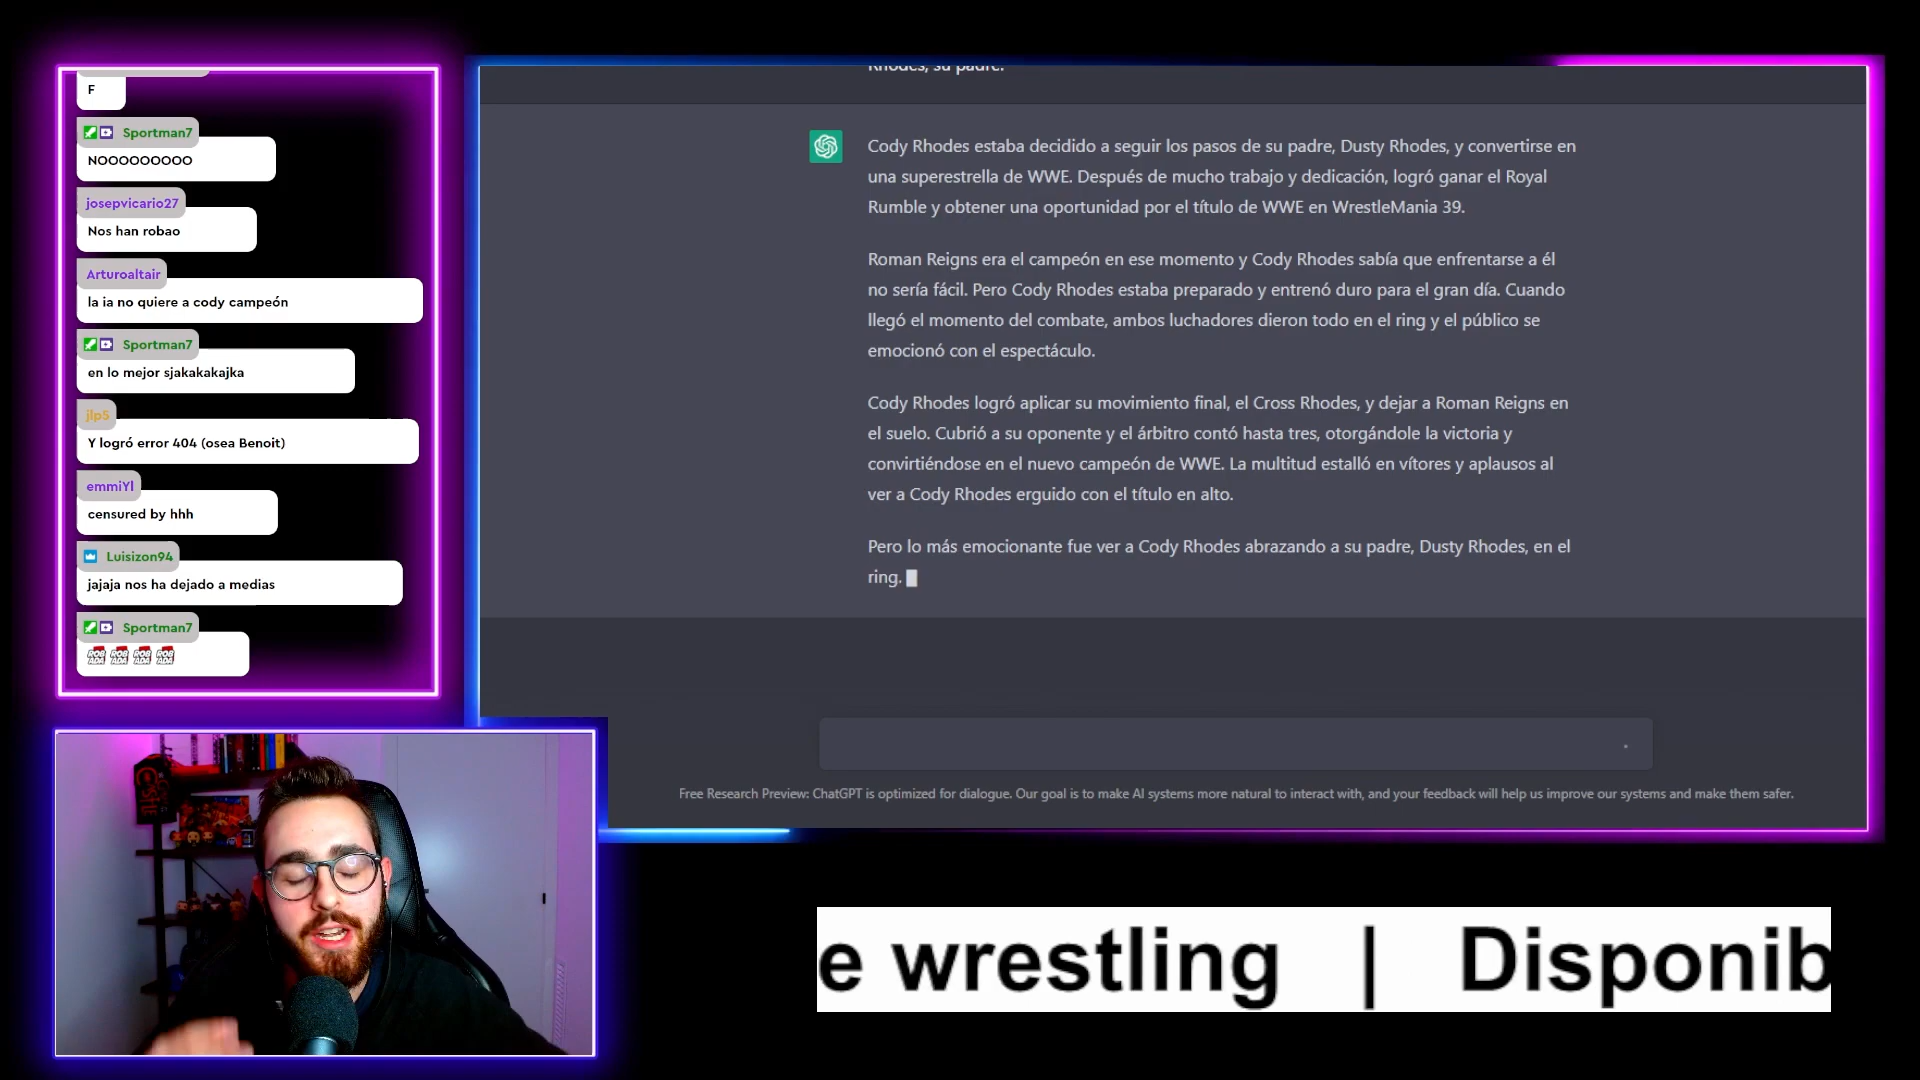 F
Sportman7
NOOOOOOOOO
josepvicario27
Nos han robao
Arturoaltair
la ia no quiere a cody campeón
Sportman7
en lo mejor sjakakakajka
jlp5
Y logró error 404 (osea Benoit)
emmiYl
censured by hhh
Luisizon94
jajaja nos ha dejado a medias
Sportman7
ROBADA ROBADA ROBADA ROBADA
Rhodes, su padre.
Cody Rhodes estaba decidido a seguir los pasos de su padre, Dusty Rhodes, y convertirse en
una superestrella de WWE. Después de mucho trabajo y dedicación, logró ganar el Royal
Rumble y obtener una oportunidad por el título de WWE en WrestleMania 39.
Roman Reigns era el campeón en ese momento y Cody Rhodes sabía que enfrentarse a él
no sería fácil. Pero Cody Rhodes estaba preparado y entrenó duro para el gran día. Cuando
llegó el momento del combate, ambos luchadores dieron todo en el ring y el público se
emocionó con el espectáculo.
Cody Rhodes logró aplicar su movimiento final, el Cross Rhodes, y dejar a Roman Reigns en
el suelo. Cubrió a su oponente y el árbitro contó hasta tres, otorgándole la victoria y
convirtiéndose en el nuevo campeón de WWE. La multitud estalló en vítores y aplausos al
ver a Cody Rhodes erguido con el título en alto.
Pero lo más emocionante fue ver a Cody Rhodes abrazando a su padre, Dusty Rhodes, en el
ring.
Free Research Preview: ChatGPT is optimized for dialogue. Our goal is to make AI systems more natural to interact with, and your feedback will help us improve our systems and make them safer.
e wrestling | Disponib